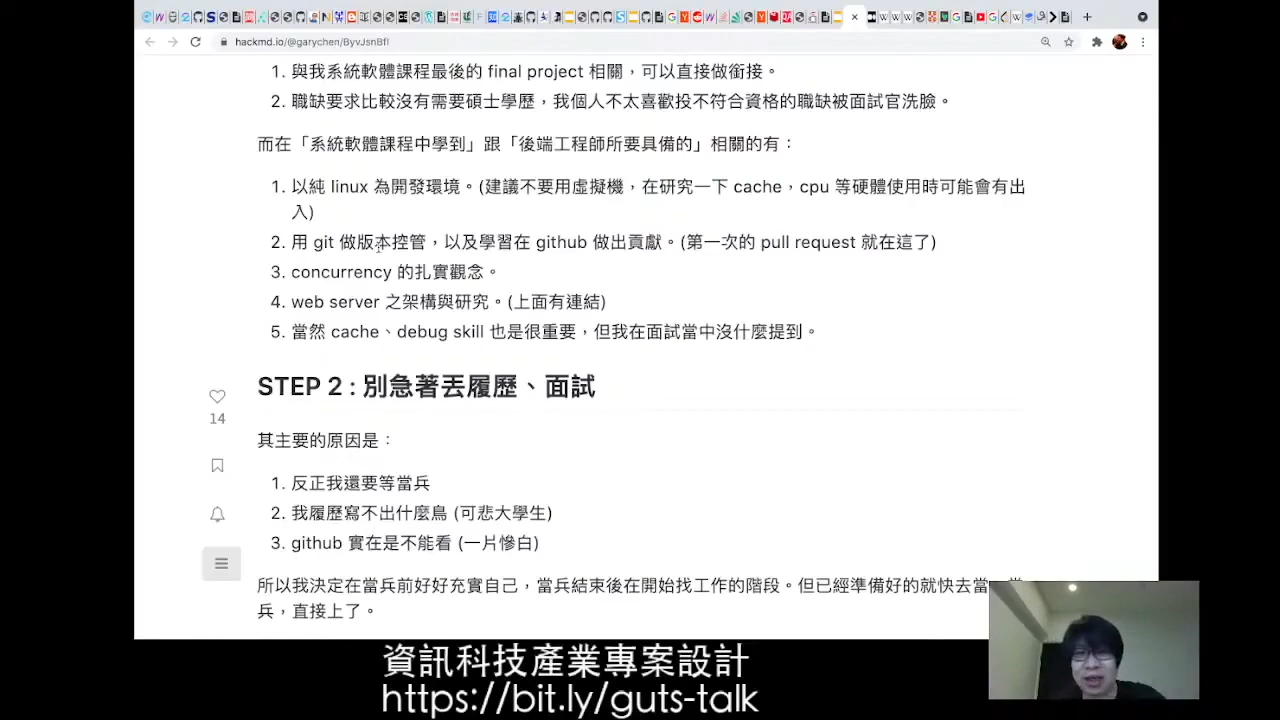 hackmd.io/@garychen/ByvJsnBfI
1. 與我系統軟體課程最後的 final project 相關，可以直接做銜接。
2. 職缺要求比較沒有需要碩士學歷，我個人不太喜歡投不符合資格的職缺被面試官洗臉。
而在「系統軟體課程中學到」跟「後端工程師所要具備的」相關的有：
1. 以純 linux 為開發環境。(建議不要用虛擬機，在研究一下 cache，cpu 等硬體使用時可能會有出
入)
2. 用 git 做版本控管，以及學習在 github 做出貢獻。(第一次的 pull request 就在這了)
3. concurrency 的扎實觀念。
4. web server 之架構與研究。(上面有連結)
5. 當然 cache、debug skill 也是很重要，但我在面試當中沒什麼提到。
STEP 2 : 別急著丟履歷、面試
14
其主要的原因是：
1. 反正我還要等當兵
2. 我履歷寫不出什麼鳥 (可悲大學生)
3. github 實在是不能看 (一片慘白)
所以我決定在當兵前好好充實自己，當兵結束後在開始找工作的階段。但已經準備好的就快去當
兵，直接上了。
資訊科技產業專案設計
https://bit.ly/guts-talk